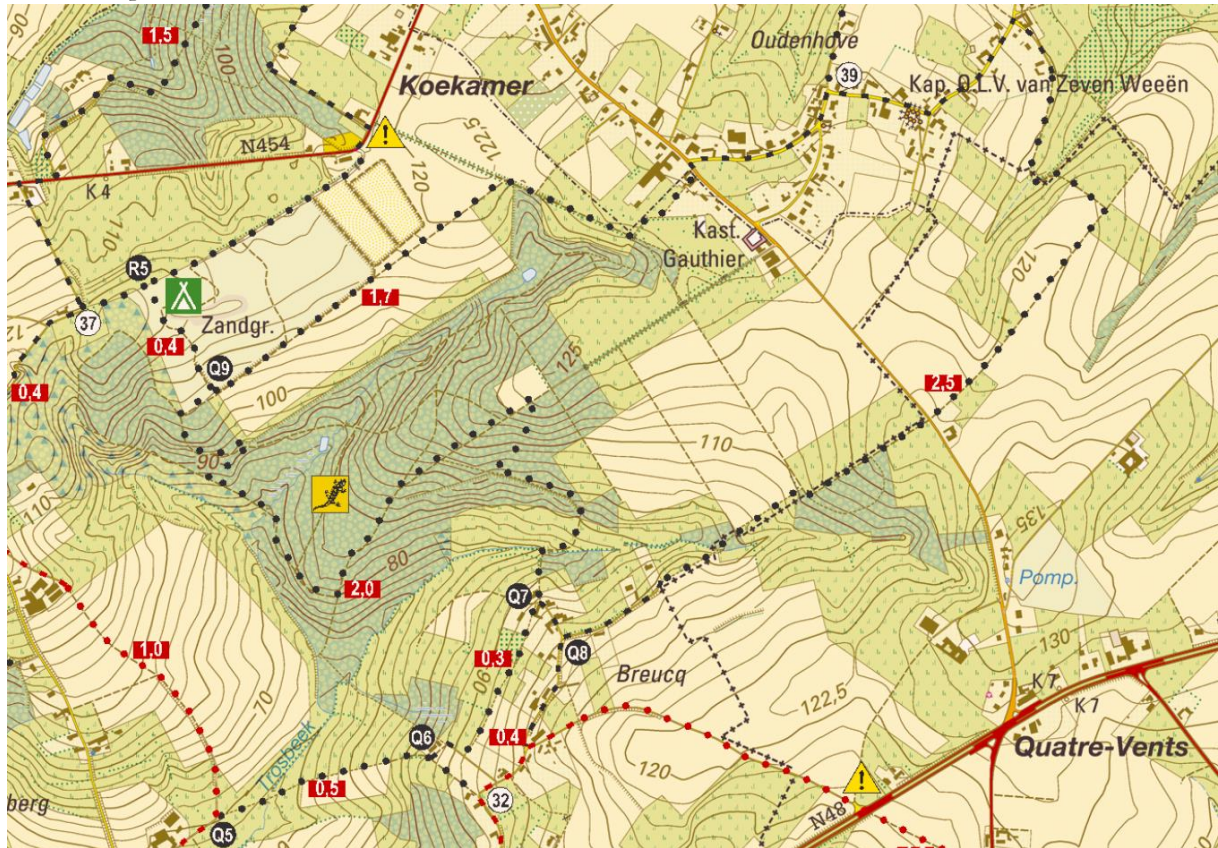 90
1,5
100
Koekamer
Oudenhove
39
Kap. O.L.V. van Zeven Weeën
N454
122,5
120
K4
110
R5
Kast.
Gauthier
120
37
Zandgr.
1,7
0,4
125
0,4
Q9
100
2,5
110
90
110
135
80
2,0
Q7
Pomp.
1,0
0,3
Q8
130
90
Breucq
70
122,5
K7
K7
Q6
0,4
Trosbeek
120
Quatre-Vents
0,5
32
N48
berg
Q5